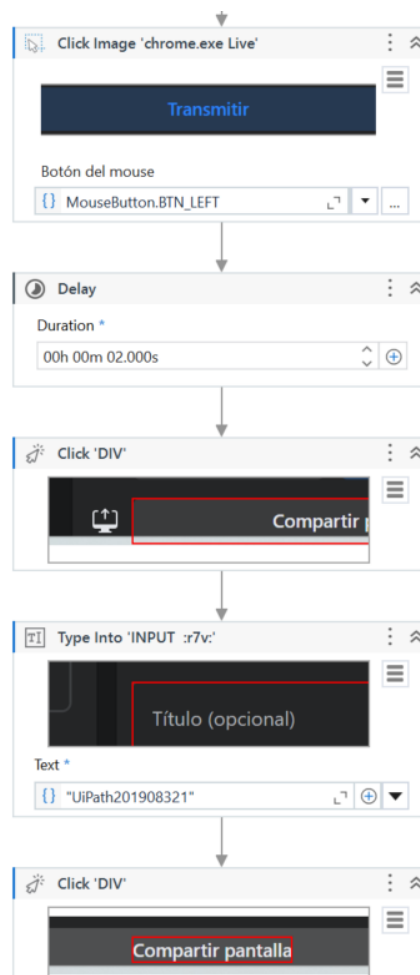 Click Image 'chrome.exe Live'
Transmitir
Botón del mouse
{} MouseButton.BTN_LEFT ...
Delay
Duration *
00h 00m 02.000s
Click 'DIV'
Compartir
Type Into 'INPUT :r7v:'
Título (opcional)
Text *
{} "UiPath201908321"
Click 'DIV'
Compartir pantalla